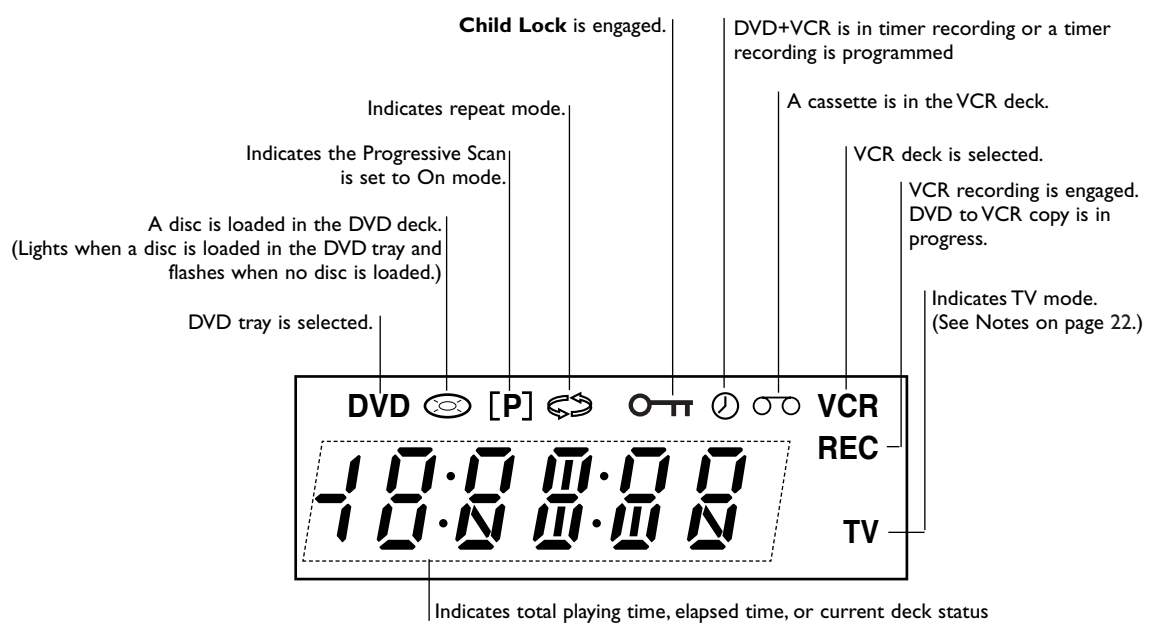 Child Lock is engaged.
DVD+VCR is in timer recording or a timer
recording is programmed
Indicates repeat mode.
A cassette is in the VCR deck.
Indicates the Progressive Scan
is set to On mode.
VCR deck is selected.
A disc is loaded in the DVD deck.
(Lights when a disc is loaded in the DVD tray and
flashes when no disc is loaded.)
VCR recording is engaged.
DVD to VCR copy is in
progress.
DVD tray is selected.
Indicates TV mode.
(See Notes on page 22.)
DVD [P] VCR
REC
TV
Indicates total playing time, elapsed time, or current deck status